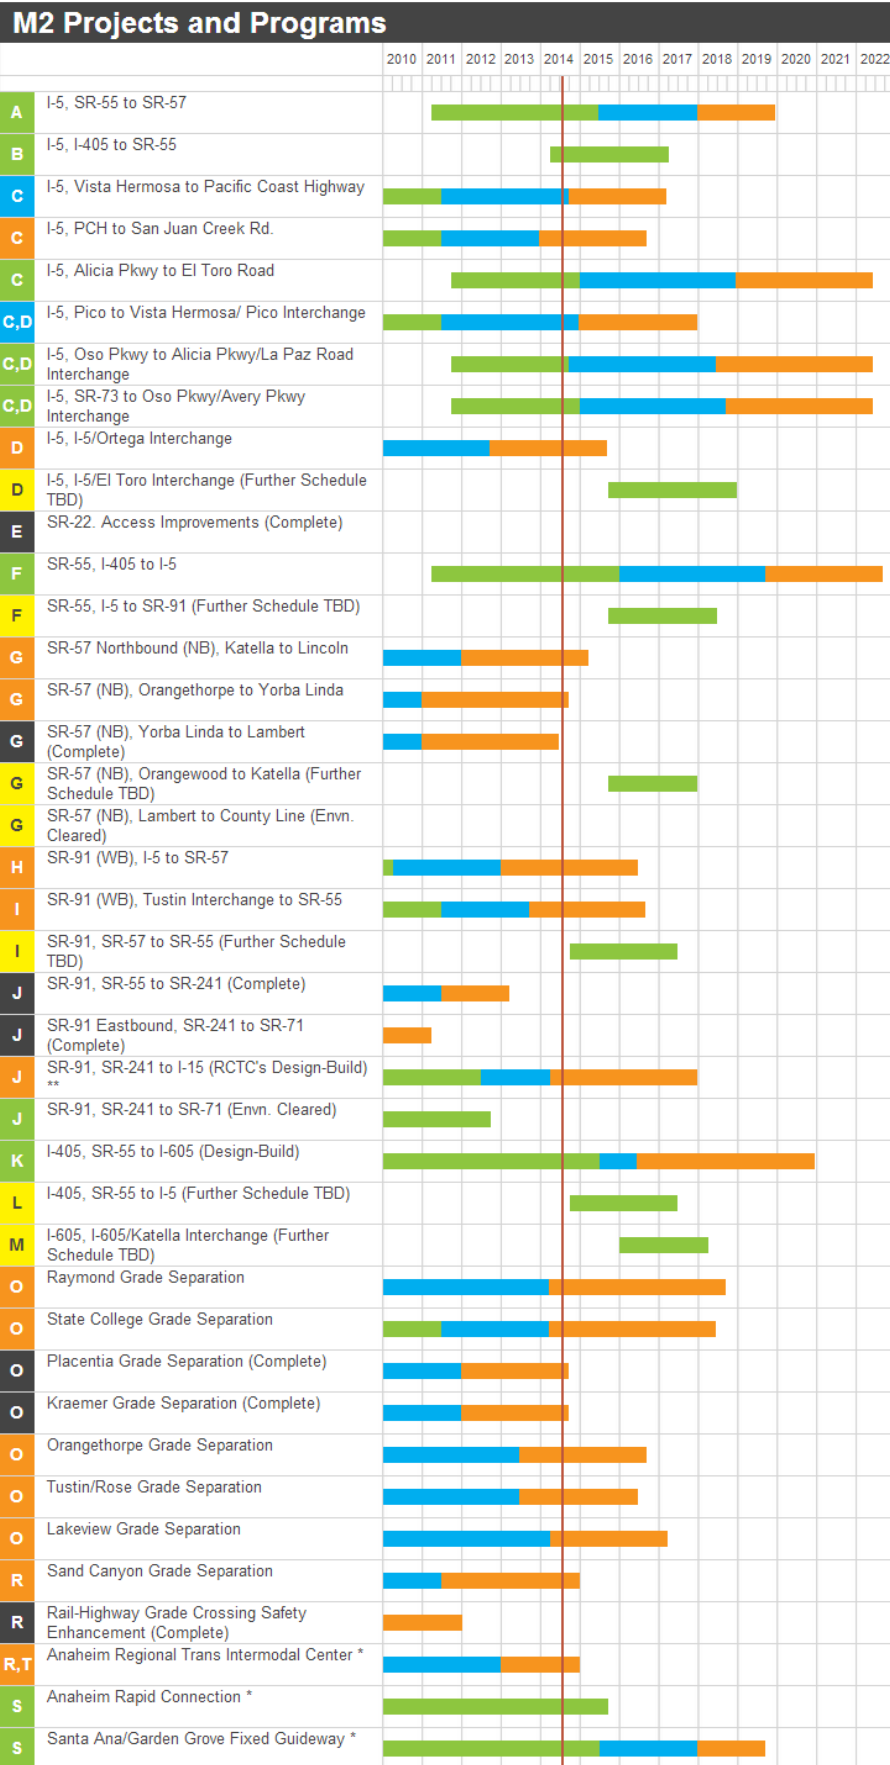 M2 Projects and Programs
2010 2011 2012 2013 2014 2015 2016 2017 2018 2019 2020 2021 2022
A I-5, SR-55 to SR-57
B I-5, I-405 to SR-55
C I-5, Vista Hermosa to Pacific Coast Highway
C I-5, PCH to San Juan Creek Rd.
C I-5, Alicia Pkwy to El Toro Road
C,D I-5, Pico to Vista Hermosa/ Pico Interchange
C,D I-5, Oso Pkwy to Alicia Pkwy/La Paz Road
Interchange
C,D I-5, SR-73 to Oso Pkwy/Avery Pkwy
Interchange
D I-5, I-5/Ortega Interchange
D I-5, I-5/El Toro Interchange (Further Schedule
TBD)
E SR-22. Access Improvements (Complete)
F SR-55, I-405 to I-5
F SR-55, I-5 to SR-91 (Further Schedule TBD)
G SR-57 Northbound (NB), Katella to Lincoln
G SR-57 (NB), Orangethorpe to Yorba Linda
G SR-57 (NB), Yorba Linda to Lambert
(Complete)
G SR-57 (NB), Orangewood to Katella (Further
Schedule TBD)
G SR-57 (NB), Lambert to County Line (Envn.
Cleared)
H SR-91 (WB), I-5 to SR-57
I SR-91 (WB), Tustin Interchange to SR-55
I SR-91, SR-57 to SR-55 (Further Schedule
TBD)
J SR-91, SR-55 to SR-241 (Complete)
J SR-91 Eastbound, SR-241 to SR-71
(Complete)
J SR-91, SR-241 to I-15 (RCTC's Design-Build)
**
J SR-91, SR-241 to SR-71 (Envn. Cleared)
K I-405, SR-55 to I-605 (Design-Build)
L I-405, SR-55 to I-5 (Further Schedule TBD)
M I-605, I-605/Katella Interchange (Further
Schedule TBD)
O Raymond Grade Separation
O State College Grade Separation
O Placentia Grade Separation (Complete)
O Kraemer Grade Separation (Complete)
O Orangethorpe Grade Separation
O Tustin/Rose Grade Separation
O Lakeview Grade Separation
R Sand Canyon Grade Separation
R Rail-Highway Grade Crossing Safety
Enhancement (Complete)
R,T Anaheim Regional Trans Intermodal Center *
S Anaheim Rapid Connection *
S Santa Ana/Garden Grove Fixed Guideway *